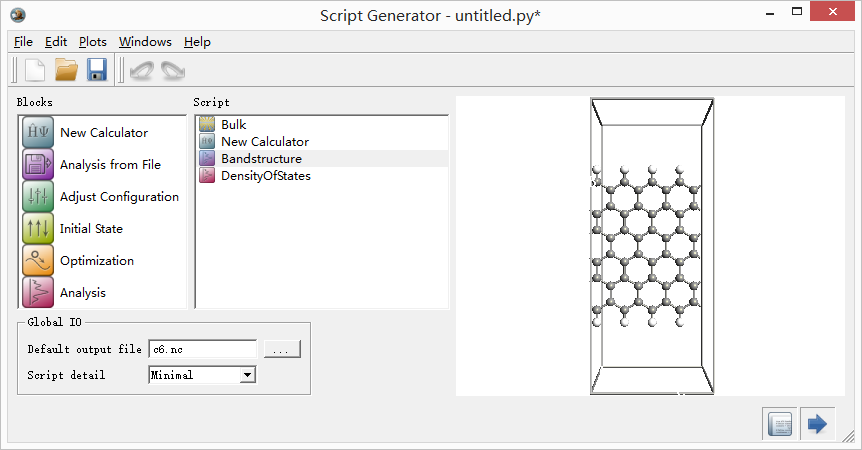 Script Generator - untitled.py*
File Edit Plots Windows Help
Blocks
Script
ĤΨ New Calculator
Analysis from File
Adjust Configuration
Initial State
Optimization
Analysis
Bulk
New Calculator
Bandstructure
DensityOfStates
Global IO
Default output file c6.nc ...
Script detail Minimal